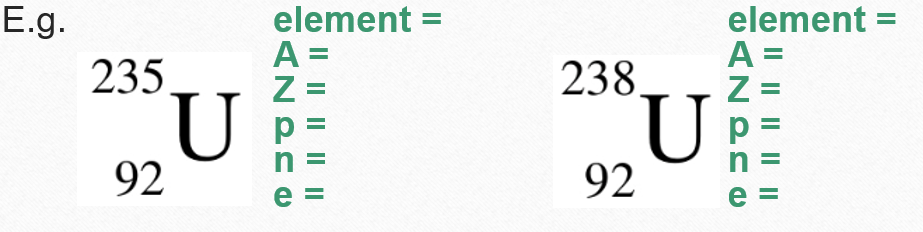 E.g.
235
92
U
element =
A =
Z =
p =
n =
e =
238
92
U
element =
A =
Z =
p =
n =
e =